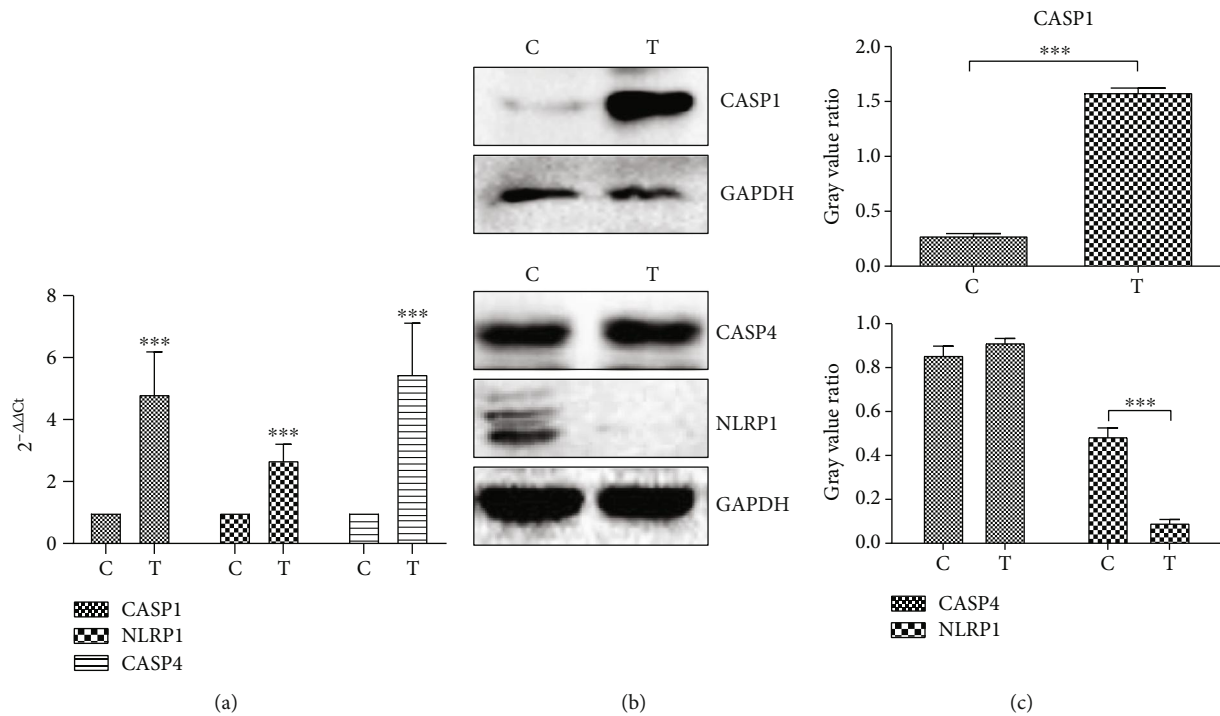 8
6
4
2
0
2^−ΔΔCt
***
***
***
C
T
C
T
C
T
CASP1
NLRP1
CASP4
(a)
C T
CASP1
GAPDH
C T
CASP4
NLRP1
GAPDH
(b)
CASP1
2.0
1.5
1.0
0.5
0.0
Gray value ratio
***
C
T
1.0
0.8
0.6
0.4
0.2
0.0
Gray value ratio
***
C
T
C
T
CASP4
NLRP1
(c)